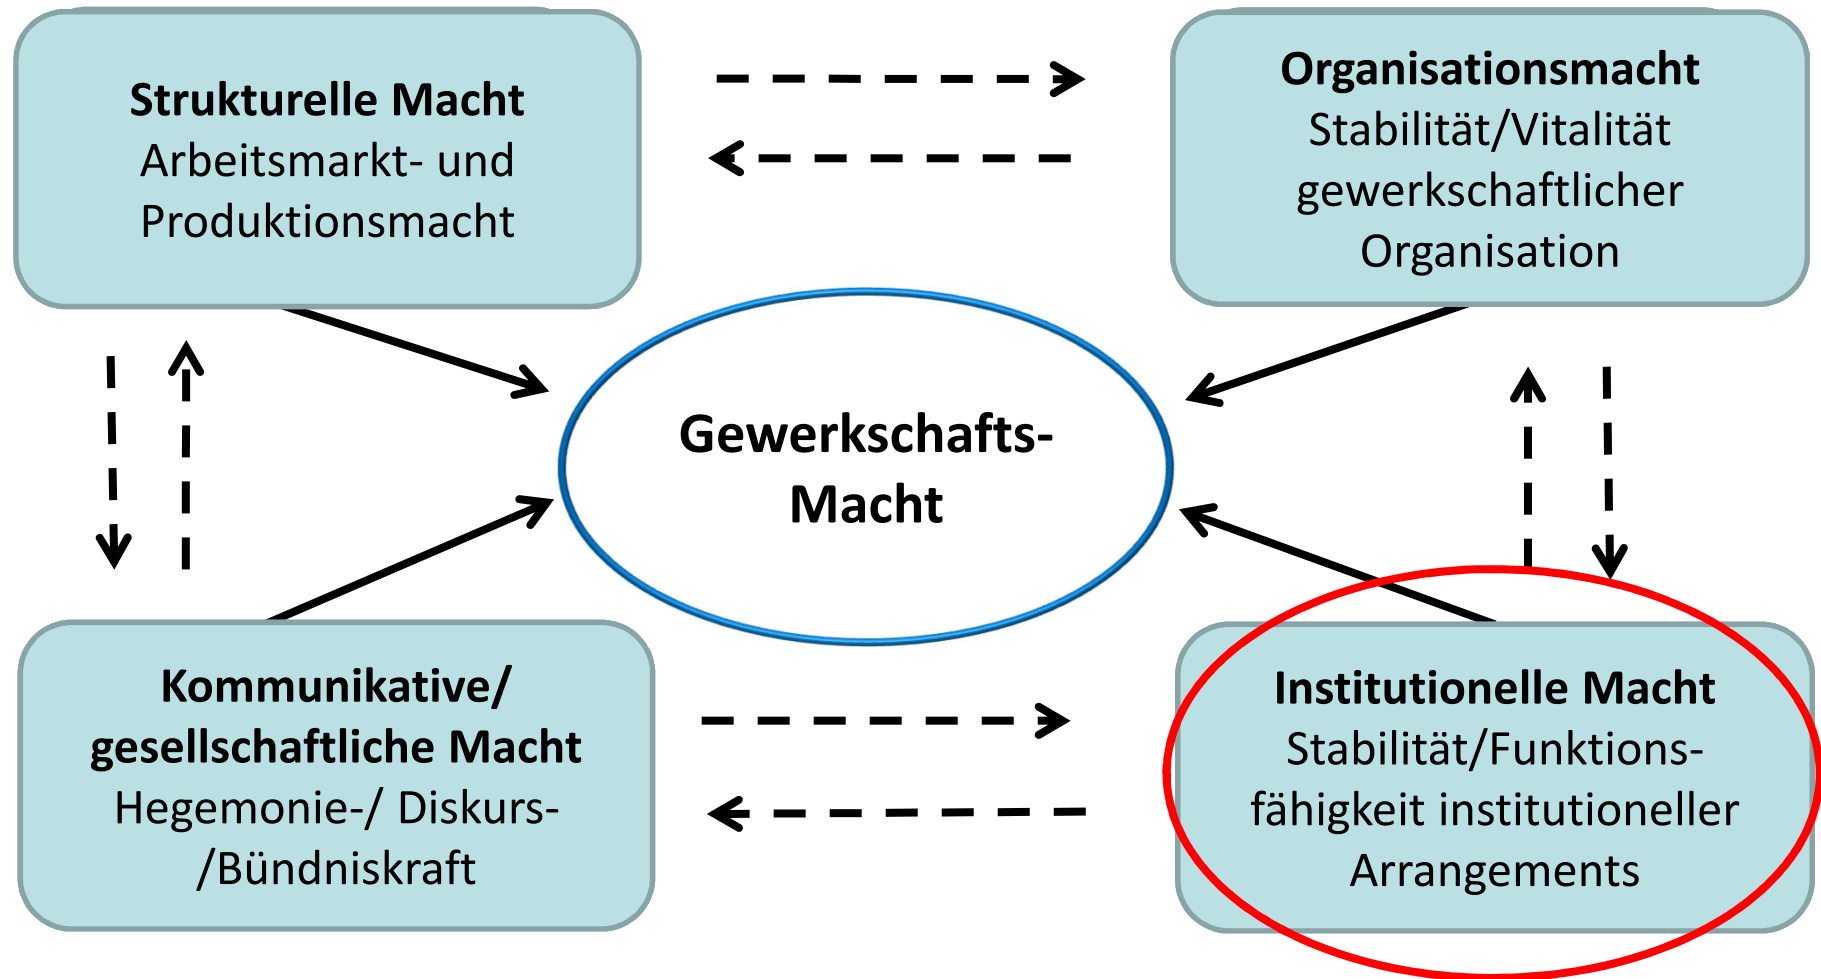 Strukturelle Macht
Arbeitsmarkt- und
Produktionsmacht
Organisationsmacht
Stabilität/Vitalität
gewerkschaftlicher
Organisation
Gewerkschafts-
Macht
Kommunikative/
gesellschaftliche Macht
Hegemonie-/ Diskurs-
/Bündniskraft
Institutionelle Macht
Stabilität/Funktions-
fähigkeit institutioneller
Arrangements